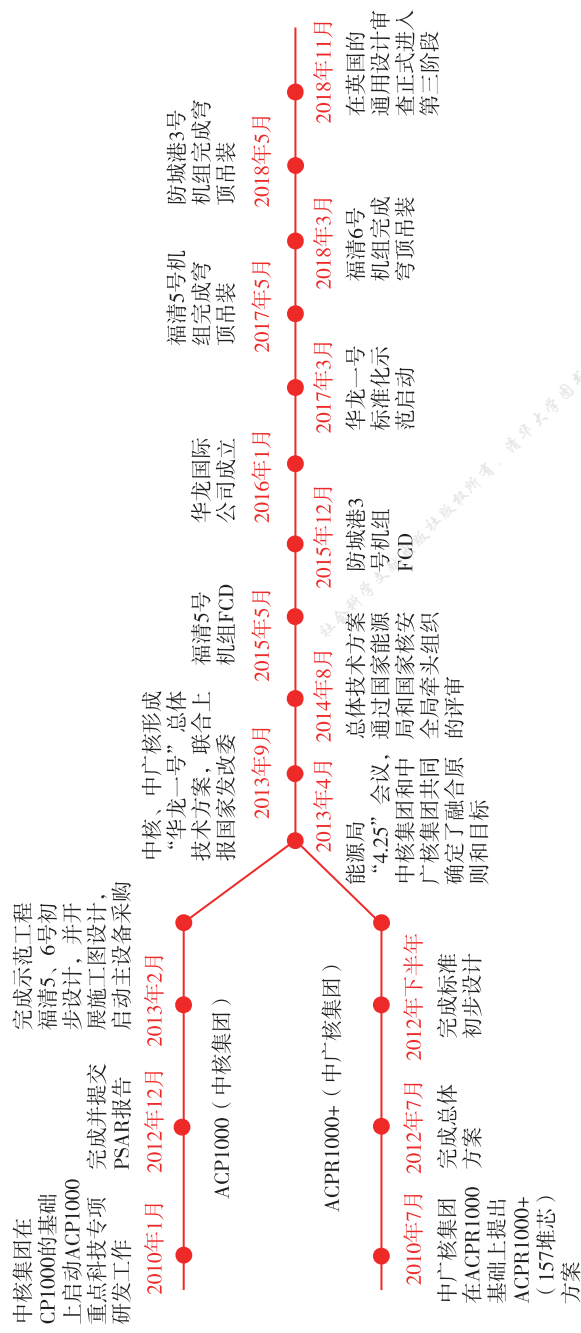 中核集团在
CP1000的基础
上启动ACP1000
重点科技专项
研发工作
2010年1月
完成并提交
PSAR报告
2012年12月
完成示范工程
福清5、6号初
步设计，并开
展施工图设计，
启动主设备采购
2013年2月
ACP1000（中核集团）
ACPR1000+（中广核集团）
2010年7月
中广核集团
在ACPR1000
基础上提出
ACPR1000+
（157堆芯）
方案
2012年7月
完成总体
方案
2012年下半年
完成标准
初步设计
2013年4月
能源局
“4.25”会议，
中核集团和中
广核集团共同
确定了融合原
则和目标
中核、中广核形成
“华龙一号”总体
技术方案，联合上
报国家发改委
2013年9月
2014年8月
总体技术方案
通过国家能源
局和国家核安
全局牵头组织
的评审
福清5号
机组FCD
2015年5月
2015年12月
防城港3
号机组
FCD
华龙国际
公司成立
2016年1月
2017年3月
华龙一号
标准化示
范启动
福清5号机
组完成穹
顶吊装
2017年5月
2018年3月
福清6号
机组完成
穹顶吊装
防城港3号
机组完成穹
顶吊装
2018年5月
2018年11月
在英国的
通用设计审
查正式进入
第三阶段